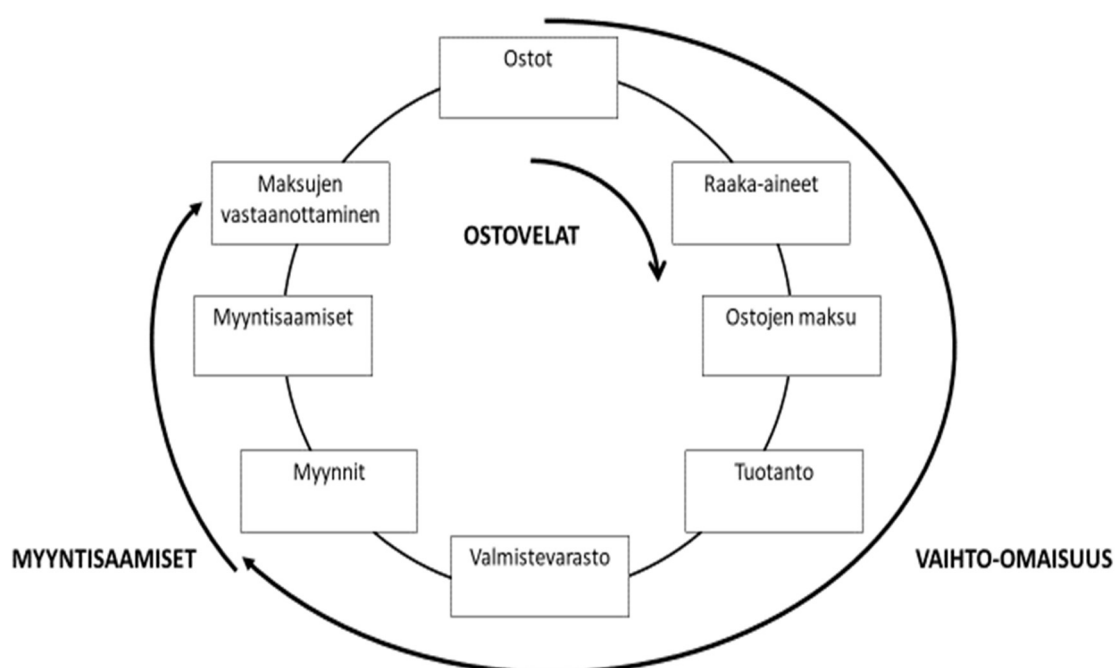 Ostot
Maksujen
vastaanottaminen
Raaka-aineet
OSTOVELAT
Myyntisaamiset
Ostojen maksu
Myynnit
Tuotanto
Valmistevarasto
MYYNTISAAMISET
VAIHTO-OMAISUUS